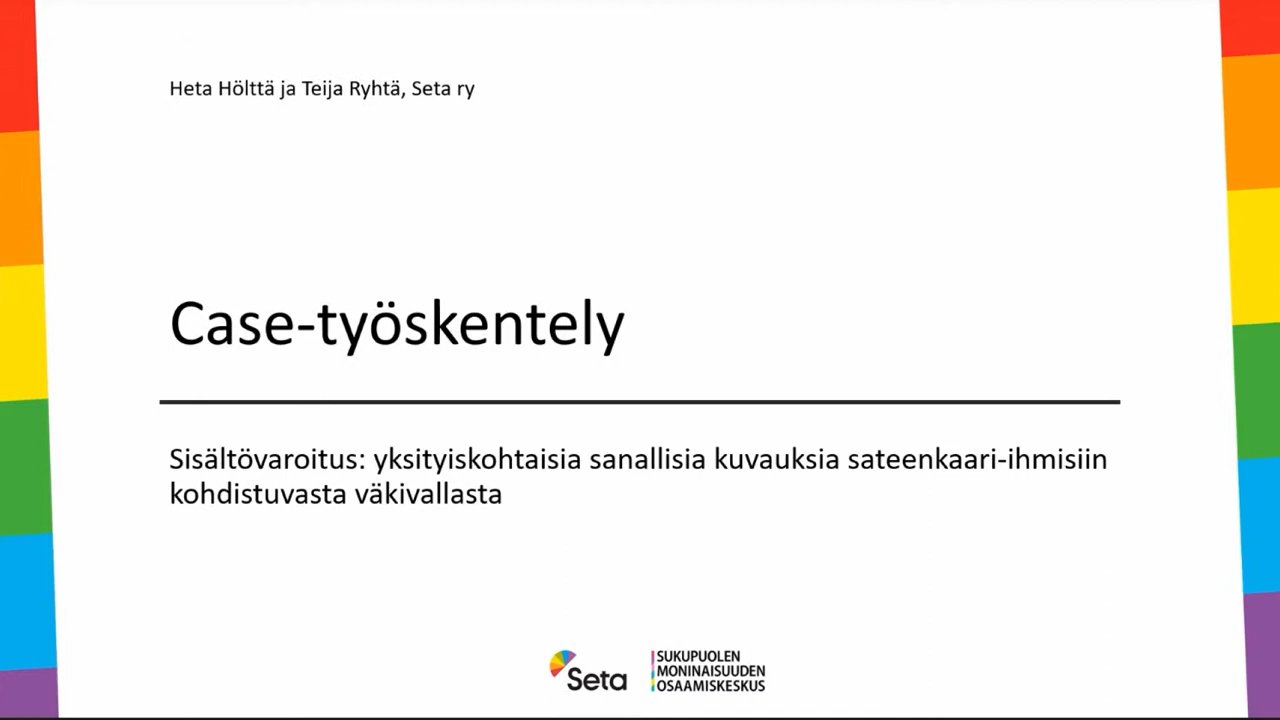 Heta Hölttä ja Teija Ryhtä, Seta ry
Case-työskentely
Sisältövaroitus: yksityiskohtaisia sanallisia kuvauksia sateenkaari-ihmisiin
kohdistuvasta väkivallasta
Seta
SUKUPUOLEN
MONINAISUUDEN
OSAAMISKESKUS